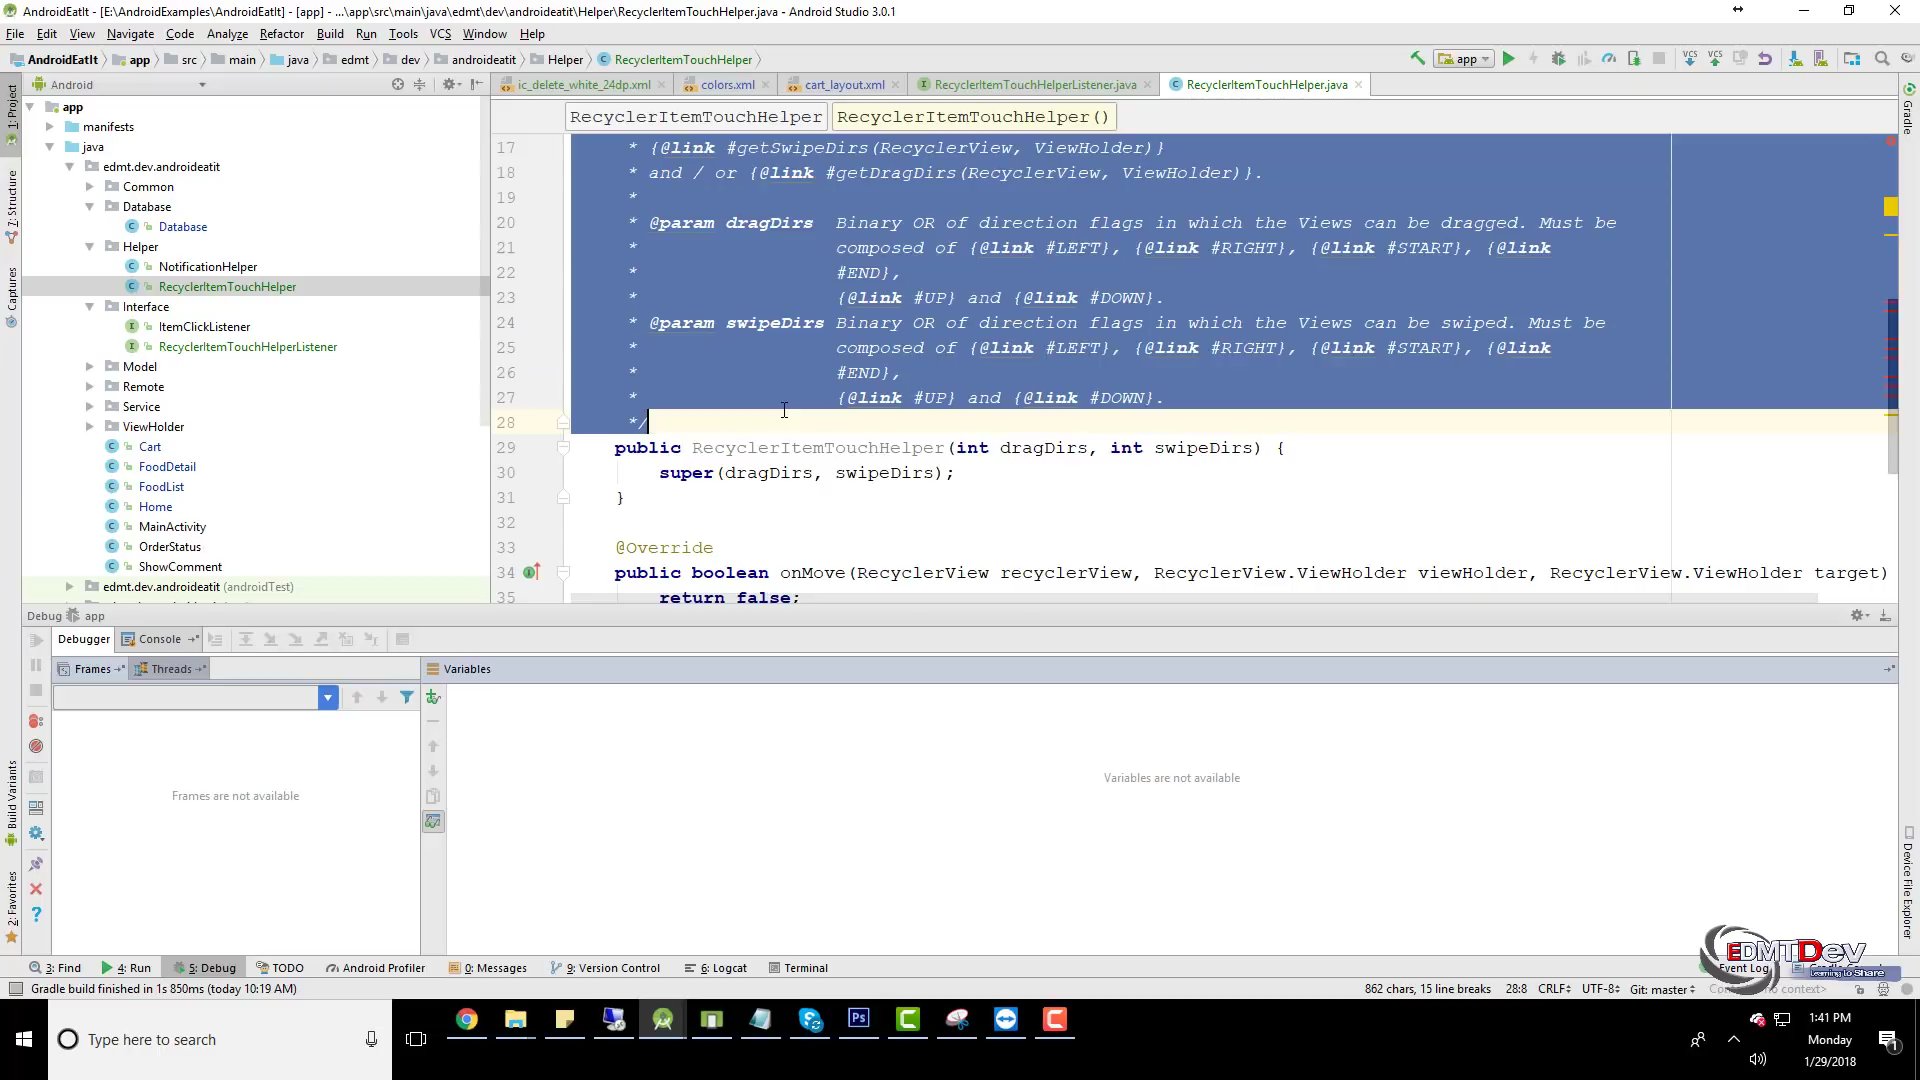 AndroidEatIt - [E:\AndroidExamples\AndroidEatIt] - [app] - ...\app\src\main\java\edmt\dev\androideatit\Helper\RecyclerItemTouchHelper.java - Android Studio 3.0.1
File Edit View Navigate Code Analyze Refactor Build Run Tools VCS Window Help
AndroidEatIt app src main java edmt dev androideatit Helper RecyclerItemTouchHelper app
Android ic_delete_white_24dp.xml colors.xml cart_layout.xml RecyclerItemTouchHelperListener.java RecyclerItemTouchHelper.java
RecyclerItemTouchHelper RecyclerItemTouchHelper()
1: Project
7: Structure
Captures
Build Variants
2: Favorites
app
manifests
java
edmt.dev.androideatit
Common
Database
Database
Helper
NotificationHelper
RecyclerItemTouchHelper
Interface
ItemClickListener
RecyclerItemTouchHelperListener
Model
Remote
Service
ViewHolder
Cart
FoodDetail
FoodList
Home
MainActivity
OrderStatus
ShowComment
edmt.dev.androideatit (androidTest)
17 * {@link #getSwipeDirs(RecyclerView, ViewHolder)}
18 * and / or {@link #getDragDirs(RecyclerView, ViewHolder)}.
19 *
20 * @param dragDirs Binary OR of direction flags in which the Views can be dragged. Must be
21 * composed of {@link #LEFT}, {@link #RIGHT}, {@link #START}, {@link
22 * #END},
23 * {@link #UP} and {@link #DOWN}.
24 * @param swipeDirs Binary OR of direction flags in which the Views can be swiped. Must be
25 * composed of {@link #LEFT}, {@link #RIGHT}, {@link #START}, {@link
26 * #END},
27 * {@link #UP} and {@link #DOWN}.
28 */
29 public RecyclerItemTouchHelper(int dragDirs, int swipeDirs) {
30 super(dragDirs, swipeDirs);
31 }
32
33 @Override
34 public boolean onMove(RecyclerView recyclerView, RecyclerView.ViewHolder viewHolder, RecyclerView.ViewHolder target)
35 return false;
Gradle
Device File Explorer
Debug app
Debugger Console
Frames Threads Variables
Frames are not available
Variables are not available
EDMTDev
Learning to Share
3: Find 4: Run 5: Debug TODO Android Profiler 0: Messages 9: Version Control 6: Logcat Terminal Event Log
Gradle build finished in 1s 850ms (today 10:19 AM) 862 chars, 15 line breaks 28:8 CRLF UTF-8 Git: master
Type here to search
1:41 PM
Monday
1/29/2018
1